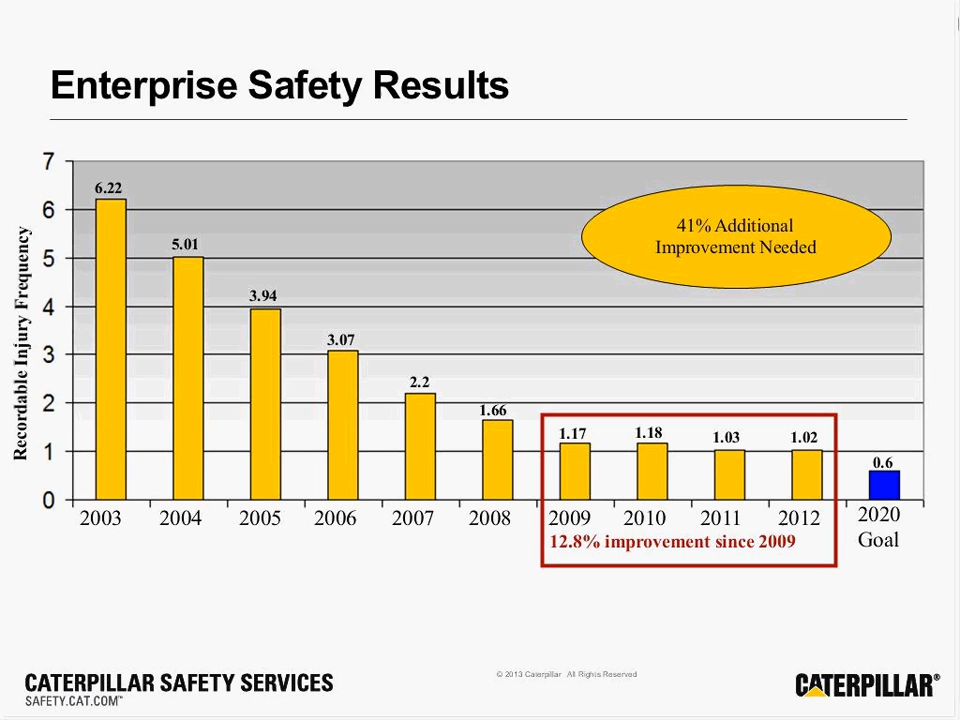 Enterprise Safety Results
Recordable Injury Frequency
7
6
5
4
3
2
1
0
6.22
5.01
3.94
3.07
2.2
1.66
1.17
1.18
1.03
1.02
0.6
41% Additional
Improvement Needed
2003 2004 2005 2006 2007 2008 2009 2010 2011 2012 2020
Goal
12.8% improvement since 2009
CATERPILLAR SAFETY SERVICES
SAFETY.CAT.COM™
© 2013 Caterpillar All Rights Reserved
CATERPILLAR®